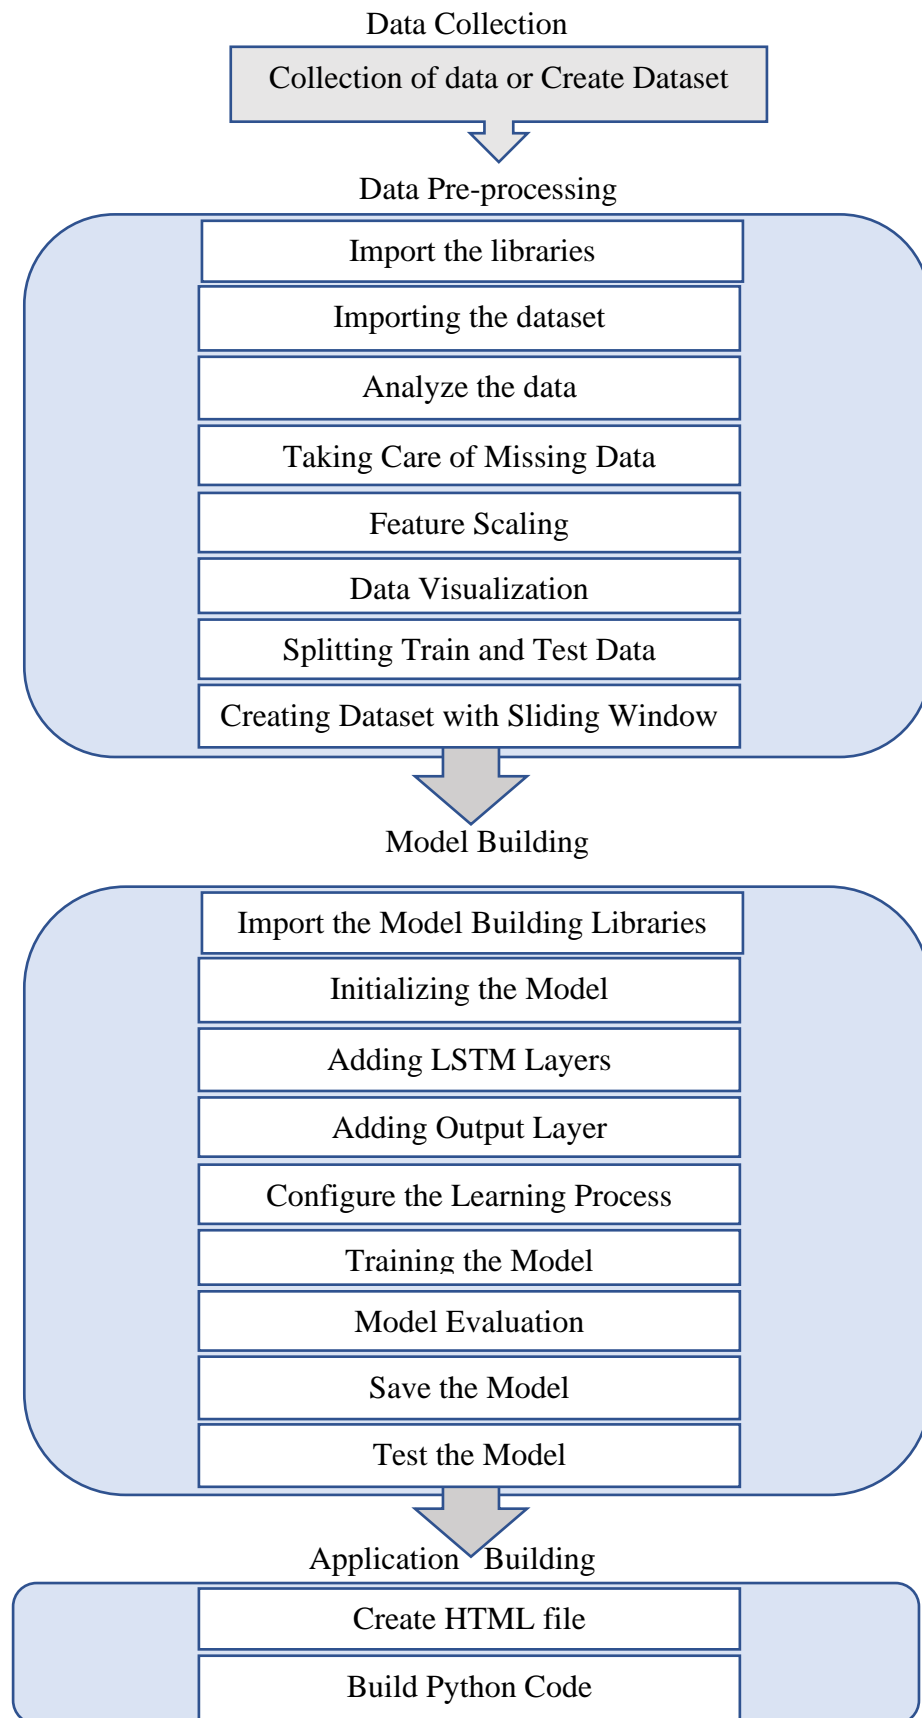 Data Collection
Collection of data or Create Dataset
Data Pre-processing
Import the libraries
Importing the dataset
Analyze the data
Taking Care of Missing Data
Feature Scaling
Data Visualization
Splitting Train and Test Data
Creating Dataset with Sliding Window
Model Building
Import the Model Building Libraries
Initializing the Model
Adding LSTM Layers
Adding Output Layer
Configure the Learning Process
Training the Model
Model Evaluation
Save the Model
Test the Model
Application Building
Create HTML file
Build Python Code